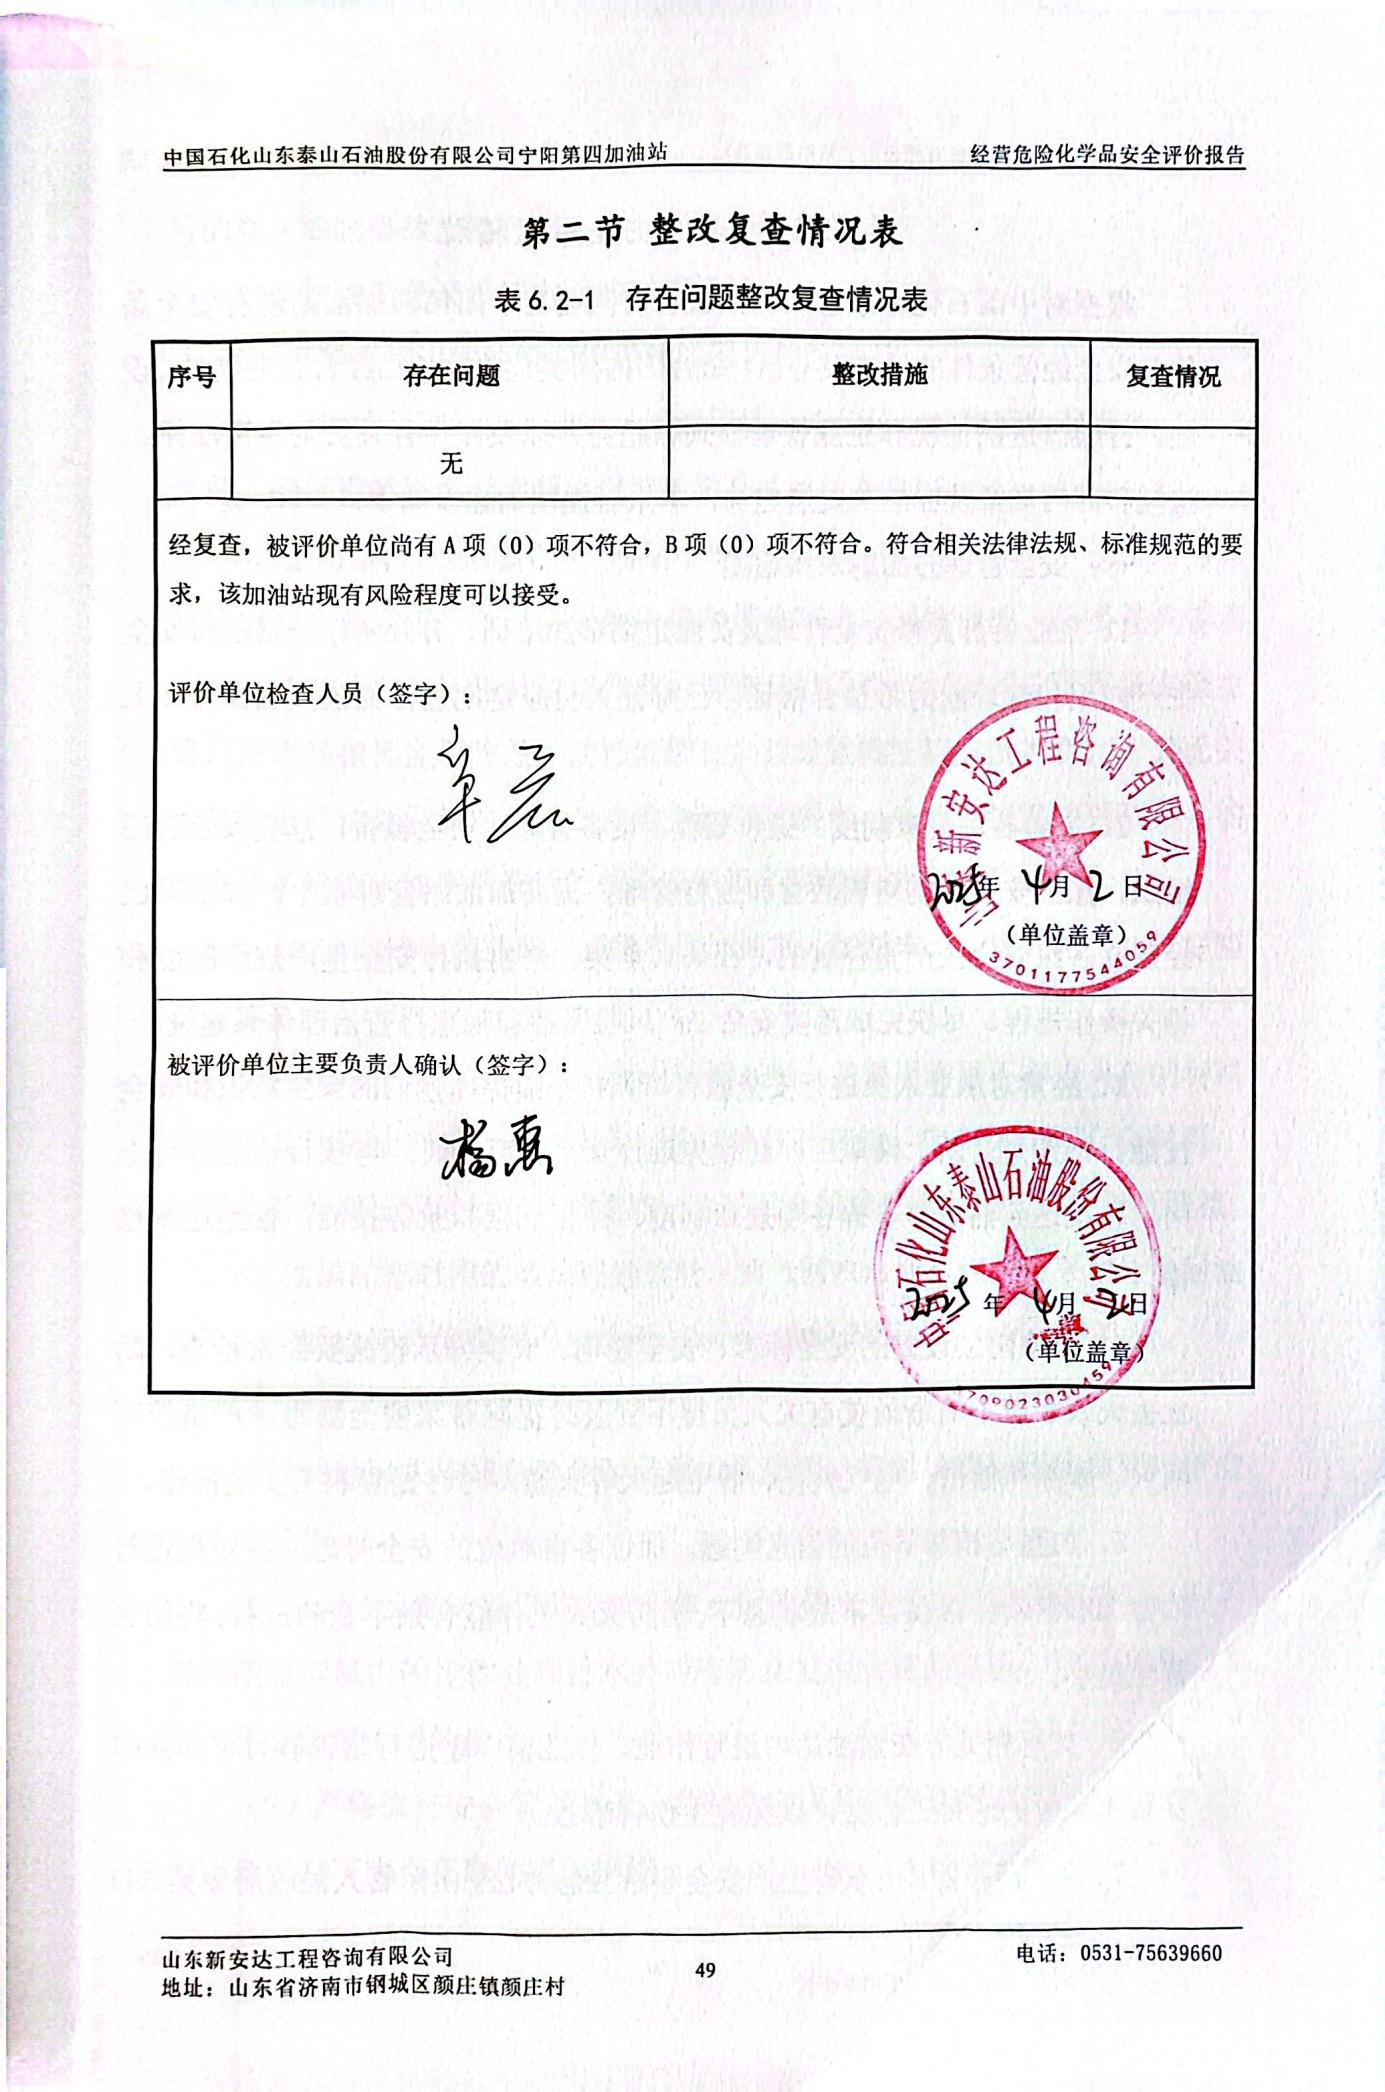 中国石化山东泰山石油股份有限公司宁阳第四加油站 经营危险化学品安全评价报告
第二节 整改复查情况表
表6.2-1 存在问题整改复查情况表
序号 存在问题 整改措施 复查情况
无
经复查，被评价单位尚有 A 项（0）项不符合，B 项（0）项不符合。符合相关法律法规、标准规范的要
求，该加油站现有风险程度可以接受。
评价单位检查人员（签字）：
山东新安达工程咨询有限公司
2025年 4月 2日
（单位盖章）
3701177544059
被评价单位主要负责人确认（签字）：
杨惠
中国石化山东泰山石油股份有限公司
2025 年 4月 2日
（单位盖章）
3709023030459
山东新安达工程咨询有限公司
地址：山东省济南市钢城区颜庄镇颜庄村
49
电话：0531-75639660